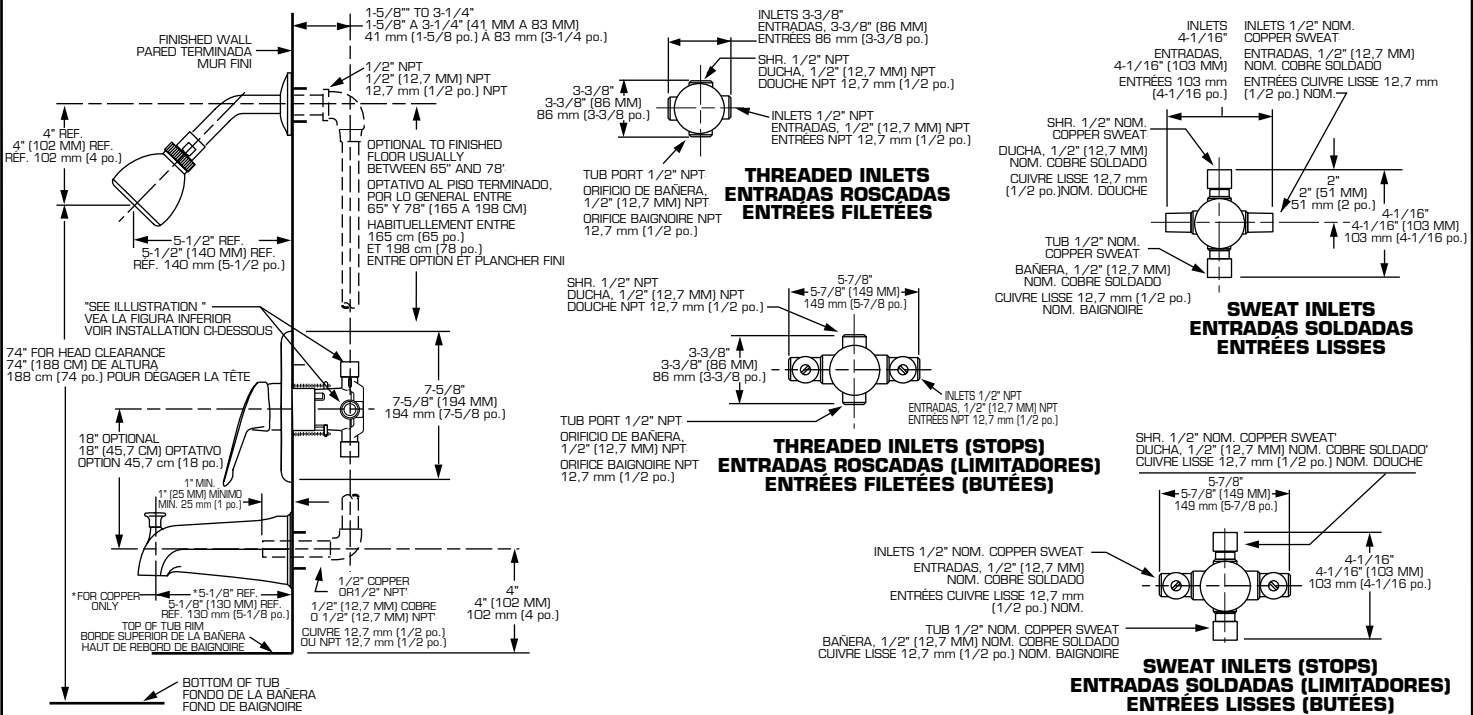 1-5/8"" TO 3-1/4"
1-5/8" A 3-1/4" (41 MM A 83 MM)
41 mm (1-5/8 po.) À 83 mm (3-1/4 po.)
FINISHED WALL
PARED TERMINADA
MUR FINI
1/2" NPT
1/2" (12,7 MM) NPT
12,7 mm (1/2 po.) NPT
4" REF.
4" (102 MM) REF.
RÉF. 102 mm (4 po.)
OPTIONAL TO FINISHED
FLOOR USUALLY
BETWEEN 65" AND 78'
OPTATIVO AL PISO TERMINADO,
POR LO GENERAL ENTRE
65" Y 78" (165 A 198 CM)
HABITUELLEMENT ENTRE
165 cm (65 po.)
ET 198 cm (78 po.)
ENTRE OPTION ET PLANCHER FINI
5-1/2" REF.
5-1/2" (140 MM) REF.
RÉF. 140 mm (5-1/2 po.)
"SEE ILLUSTRATION "
VEA LA FIGURA INFERIOR
VOIR INSTALLATION CI-DESSOUS
74" FOR HEAD CLEARANCE
74" (188 CM) DE ALTURA
188 cm (74 po.) POUR DÉGAGER LA TÊTE
7-5/8"
7-5/8" (194 MM)
194 mm (7-5/8 po.)
18" OPTIONAL
18" (45,7 CM) OPTATIVO
OPTION 45,7 cm (18 po.)
1" MIN.
1" (25 MM) MÍNIMO
MIN. 25 mm (1 po.)
*FOR COPPER
ONLY
*5-1/8" REF.
5-1/8" (130 MM) REF.
RÉF. 130 mm (5-1/8 po.)
1/2" COPPER
OR1/2" NPT'
1/2" (12,7 MM) COBRE
O 1/2" (12,7 MM) NPT'
CUIVRE 12,7 mm (1/2 po.)
OU NPT 12,7 mm (1/2 po.)
4"
4" (102 MM)
102 mm (4 po.)
TOP OF TUB RIM
BORDE SUPERIOR DE LA BAÑERA
HAUT DE REBORD DE BAIGNOIRE
BOTTOM OF TUB
FONDO DE LA BAÑERA
FOND DE BAIGNOIRE
INLETS 3-3/8"
ENTRADAS, 3-3/8" (86 MM)
ENTRÉES 86 mm (3-3/8 po.)
SHR. 1/2" NPT
DUCHA, 1/2" (12,7 MM) NPT
DOUCHE NPT 12,7 mm (1/2 po.)
3-3/8"
3-3/8" (86 MM)
86 mm (3-3/8 po.)
INLETS 1/2" NPT
ENTRADAS, 1/2" (12,7 MM) NPT
ENTRÉES NPT 12,7 mm (1/2 po.)
TUB PORT 1/2" NPT
ORIFICIO DE BAÑERA,
1/2" (12,7 MM) NPT
ORIFICE BAIGNOIRE NPT
12,7 mm (1/2 po.)
THREADED INLETS
ENTRADAS ROSCADAS
ENTRÉES FILETÉES
SHR. 1/2" NPT
DUCHA, 1/2" (12,7 MM) NPT
DOUCHE NPT 12,7 mm (1/2 po.)
5-7/8"
5-7/8" (149 MM)
149 mm (5-7/8 po.)
3-3/8"
3-3/8" (86 MM)
86 mm (3-3/8 po.)
INLETS 1/2" NPT
ENTRADAS, 1/2" (12,7 MM) NPT
ENTRÉES NPT 12,7 mm (1/2 po.)
TUB PORT 1/2" NPT
ORIFICIO DE BAÑERA,
1/2" (12,7 MM) NPT
ORIFICE BAIGNOIRE NPT
12,7 mm (1/2 po.)
THREADED INLETS (STOPS)
ENTRADAS ROSCADAS (LIMITADORES)
ENTRÉES FILETÉES (BUTÉES)
INLETS
4-1/16"
ENTRADAS,
4-1/16" (103 MM)
ENTRÉES 103 mm
(4-1/16 po.)
INLETS 1/2" NOM.
COPPER SWEAT
ENTRADAS, 1/2" (12,7 MM)
NOM. COBRE SOLDADO
ENTRÉES CUIVRE LISSE 12,7 mm
(1/2 po.) NOM.
SHR. 1/2" NOM.
COPPER SWEAT
DUCHA, 1/2" (12,7 MM)
NOM. COBRE SOLDADO
CUIVRE LISSE 12,7 mm
(1/2 po.)NOM. DOUCHE
2"
2" (51 MM)
51 mm (2 po.)
4-1/16"
4-1/16" (103 MM)
103 mm (4-1/16 po.)
TUB 1/2" NOM.
COPPER SWEAT
BAÑERA, 1/2" (12,7 MM)
NOM. COBRE SOLDADO
CUIVRE LISSE 12,7 mm (1/2 po.)
NOM. BAIGNOIRE
SWEAT INLETS
ENTRADAS SOLDADAS
ENTRÉES LISSES
SHR. 1/2" NOM. COPPER SWEAT'
DUCHA, 1/2" (12,7 MM) NOM. COBRE SOLDADO'
CUIVRE LISSE 12,7 mm (1/2 po.) NOM. DOUCHE
5-7/8"
5-7/8" (149 MM)
149 mm (5-7/8 po.)
INLETS 1/2" NOM. COPPER SWEAT
ENTRADAS, 1/2" (12,7 MM)
NOM. COBRE SOLDADO
ENTRÉES CUIVRE LISSE 12,7 mm
(1/2 po.) NOM.
4-1/16"
4-1/16" (103 MM)
103 mm (4-1/16 po.)
TUB 1/2" NOM. COPPER SWEAT
BAÑERA, 1/2" (12,7 MM) NOM. COBRE SOLDADO
CUIVRE LISSE 12,7 mm (1/2 po.) NOM. BAIGNOIRE
SWEAT INLETS (STOPS)
ENTRADAS SOLDADAS (LIMITADORES)
ENTRÉES LISSES (BUTÉES)